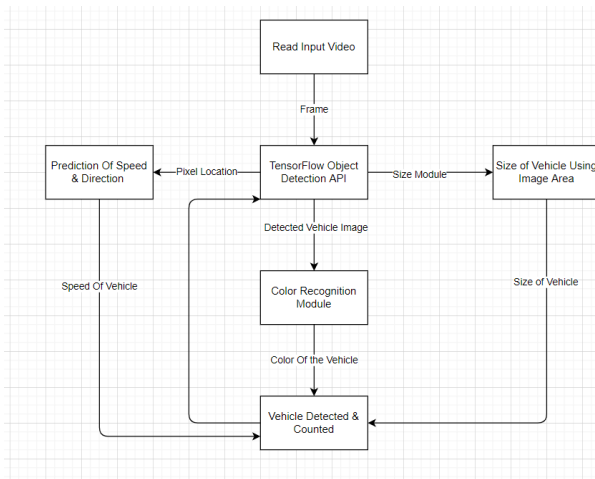 Read Input Video
Frame
Prediction Of Speed
& Direction
Pixel Location
TensorFlow Object
Detection API
Size Module
Size of Vehicle Using
Image Area
Detected Vehicle Image
Speed Of Vehicle
Color Recognition
Module
Size of Vehicle
Color Of the Vehicle
Vehicle Detected &
Counted